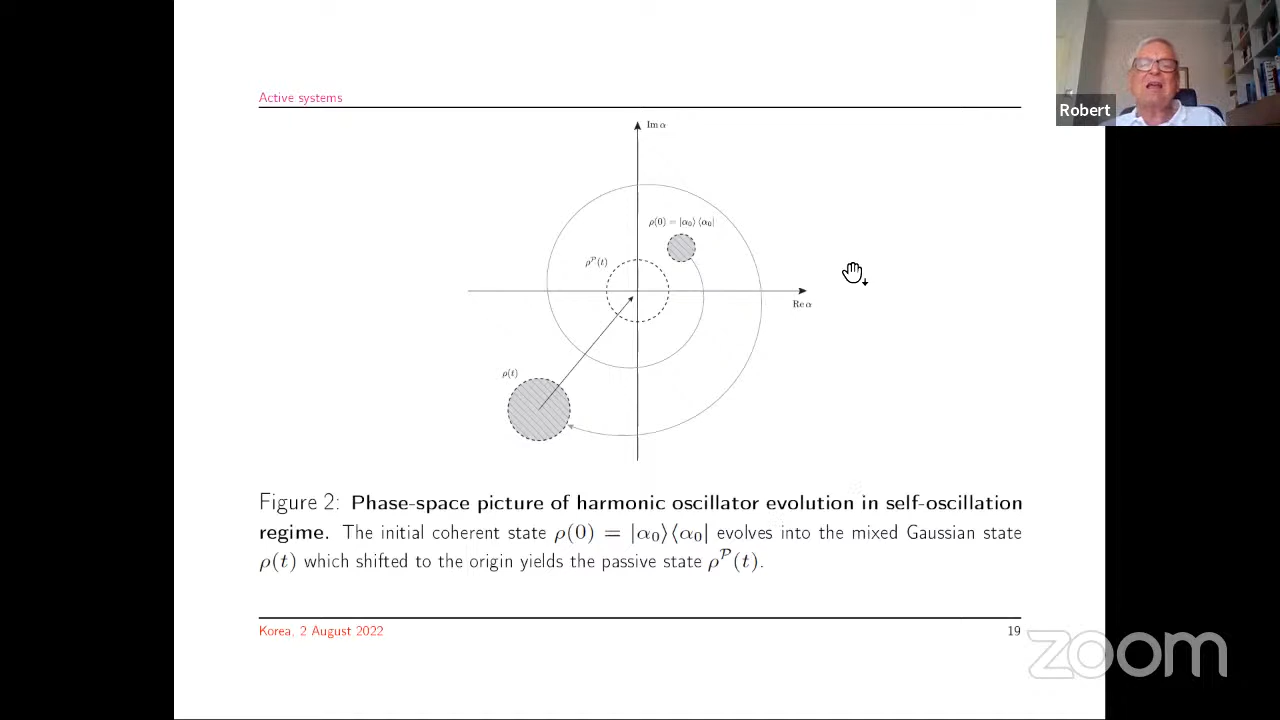 Active systems
Robert
Im α
ρ(0) = |α₀⟩⟨α₀|
ρᴾ(t)
Re α
ρ(t)
Figure 2: Phase-space picture of harmonic oscillator evolution in self-oscillation
regime. The initial coherent state ρ(0) = |α₀⟩⟨α₀| evolves into the mixed Gaussian state
ρ(t) which shifted to the origin yields the passive state ρᴾ(t).
Korea, 2 August 2022
19
zoom